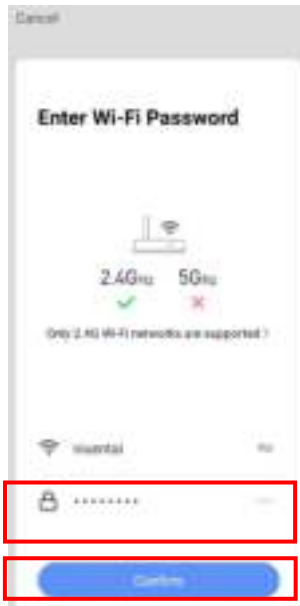 Cancel
Enter Wi-Fi Password
2.4GHz 5GHz
Only 2.4G Wi-Fi networks are supported
••••••••
Confirm